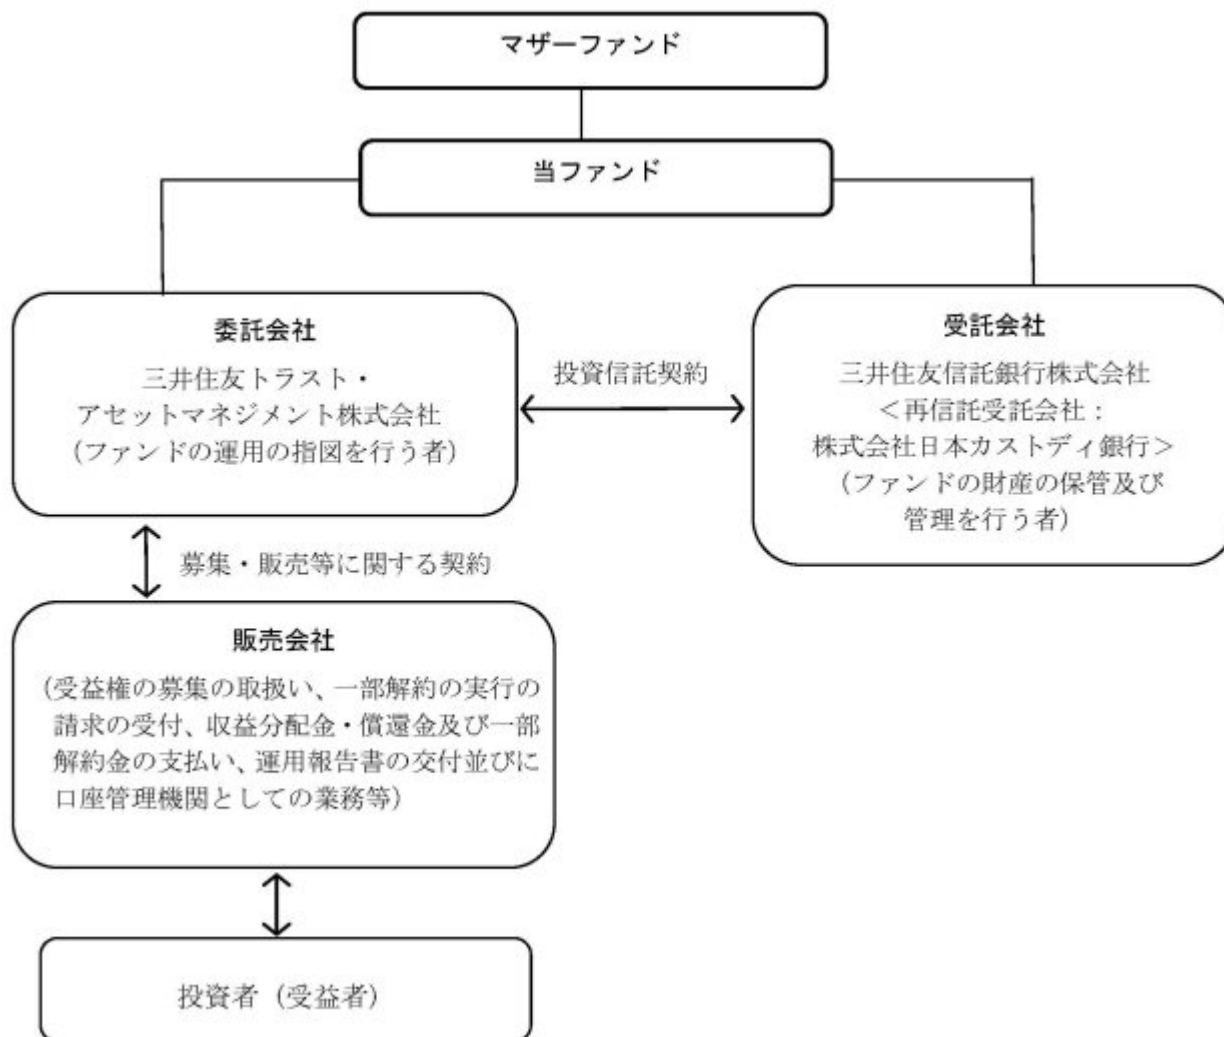 マザーファンド
当ファンド
委託会社
三井住友トラスト・
アセットマネジメント株式会社
(ファンドの運用の指図を行う者)
投資信託契約
受託会社
三井住友信託銀行株式会社
<再信託受託会社：
株式会社日本カストディ銀行>
(ファンドの財産の保管及び
管理を行う者)
募集・販売等に関する契約
販売会社
(受益権の募集の取扱い、一部解約の実行の
請求の受付、収益分配金・償還金及び一部
解約金の支払い、運用報告書の交付並びに
口座管理機関としての業務等)
投資者 (受益者)